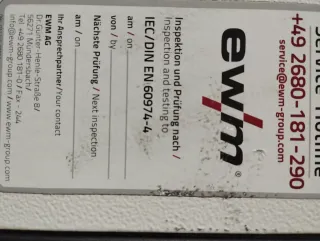 Service Hotline
+49 2680-181-290
service@ewm-group.com
ewm®
Inspektion und Prüfung nach /
Inspection and testing to
IEC/DIN EN 60974-4
am / on
von / by
Nächste Prüfung / Next inspection
am / on
Ihr Ansprechpartner / Your contact
EWM AG
Dr. Günter-Henle-Straße 8/
56271 Mündersbach/
Tel +49 2680.181-0 / Fax -244
info@ewm-group.com / www.ewm-group.com